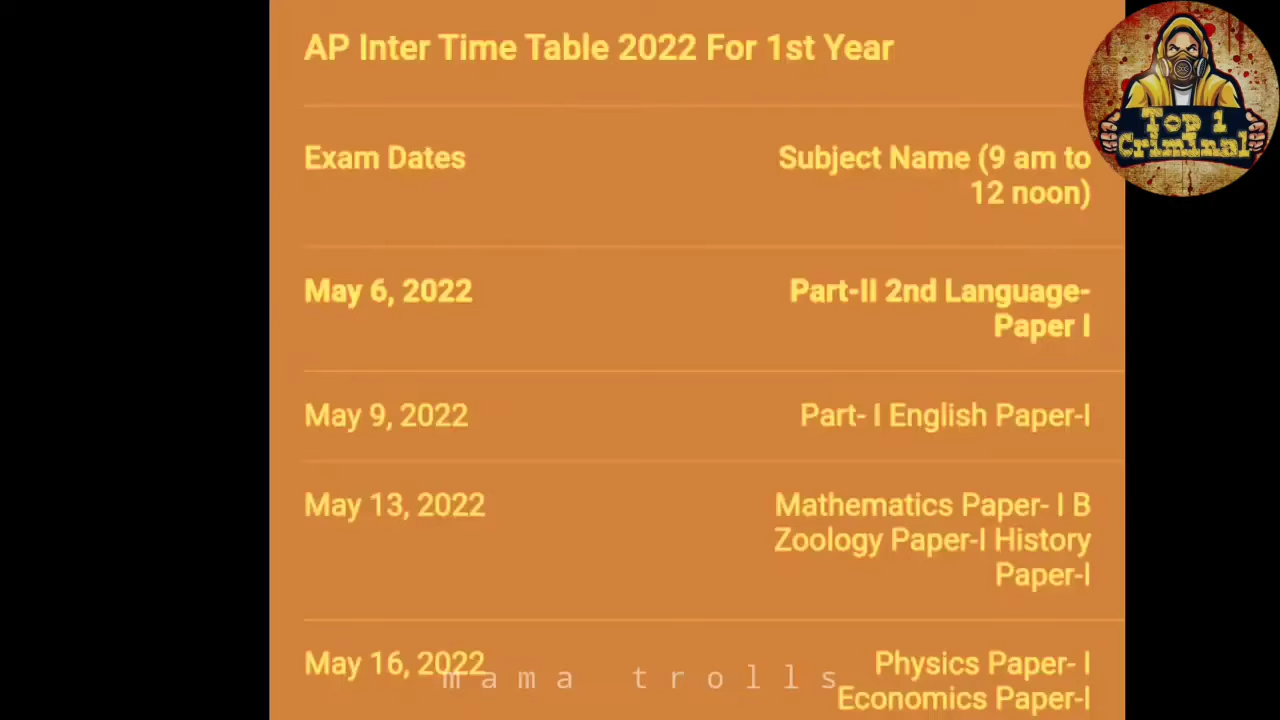 AP Inter Time Table 2022 For 1st Year
Exam Dates
Subject Name (9 am to
12 noon)
May 6, 2022
Part-II 2nd Language-
Paper I
May 9, 2022
Part- I English Paper-I
May 13, 2022
Mathematics Paper- I B
Zoology Paper-I History
Paper-I
May 16, 2022
Physics Paper- I
Economics Paper-I
mama trolls
Top 1
Criminal